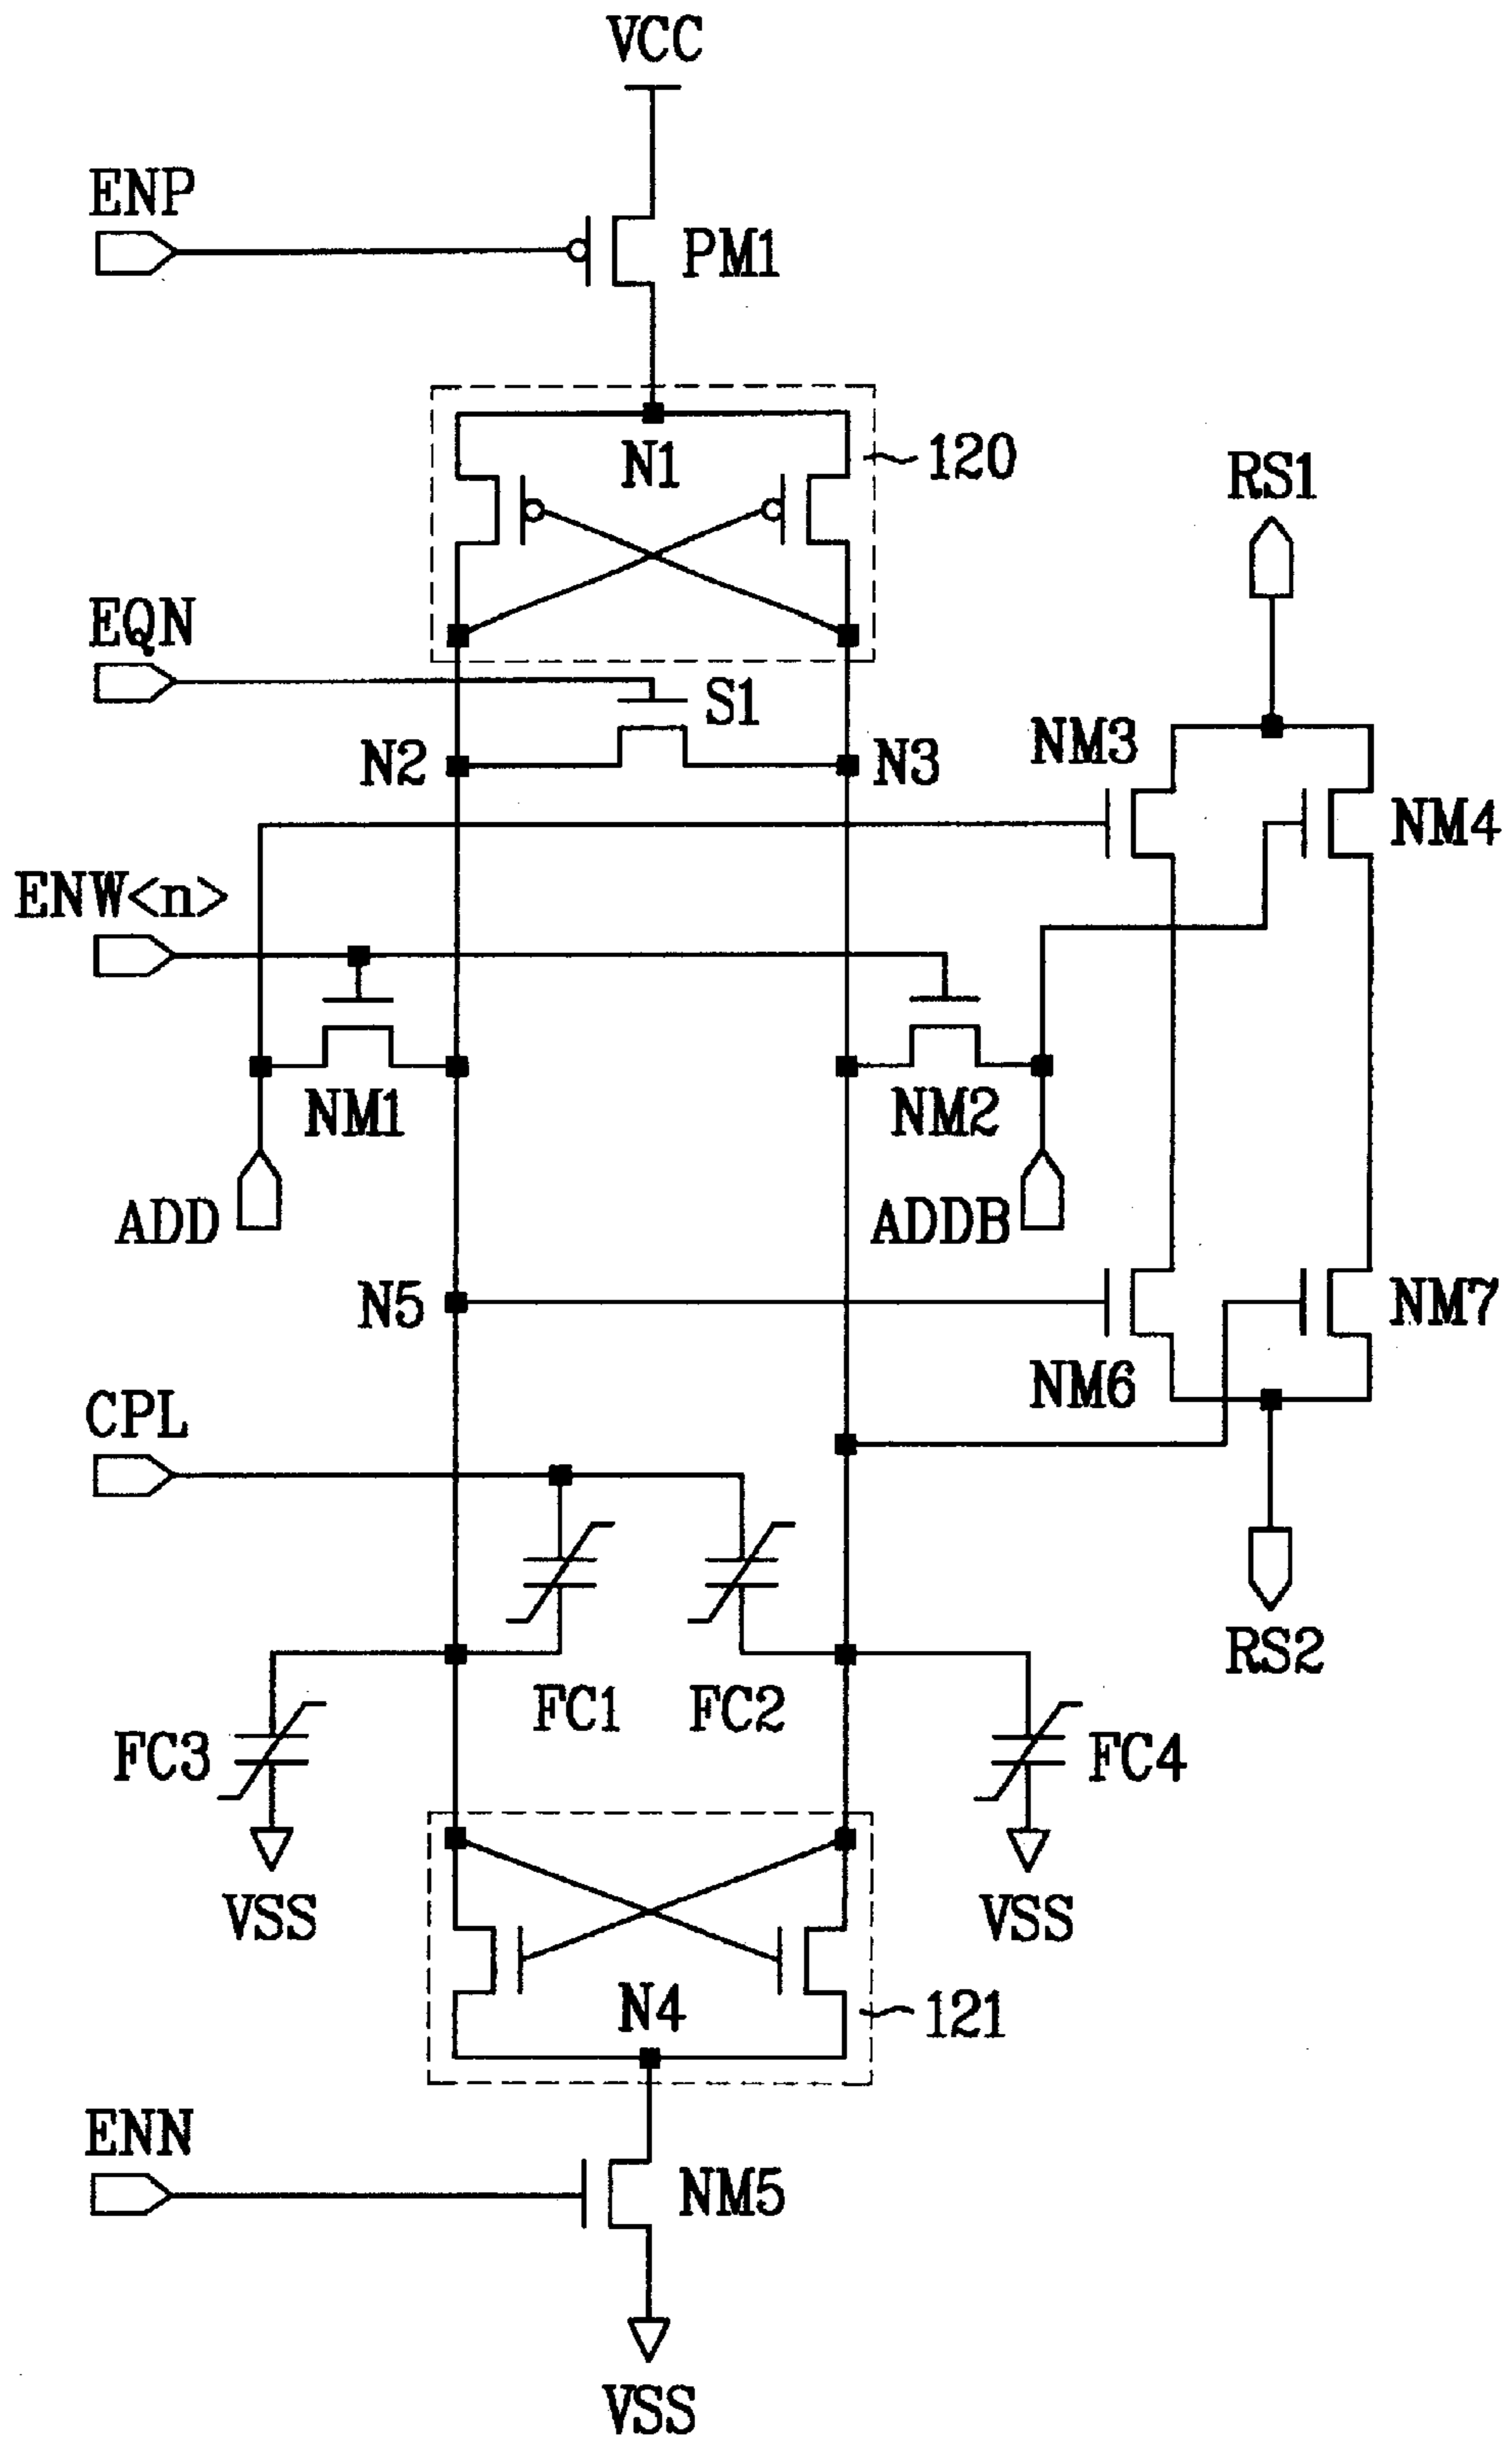 VCC
ENP
PM1
N1
120
RS1
EQN
S1
NM3
N2
N3
NM4
ENW<n>
NM1
NM2
ADD
ADDB
N5
NM7
NM6
CPL
RS2
FC1
FC2
FC3
FC4
VSS
VSS
N4
121
ENN
NM5
VSS